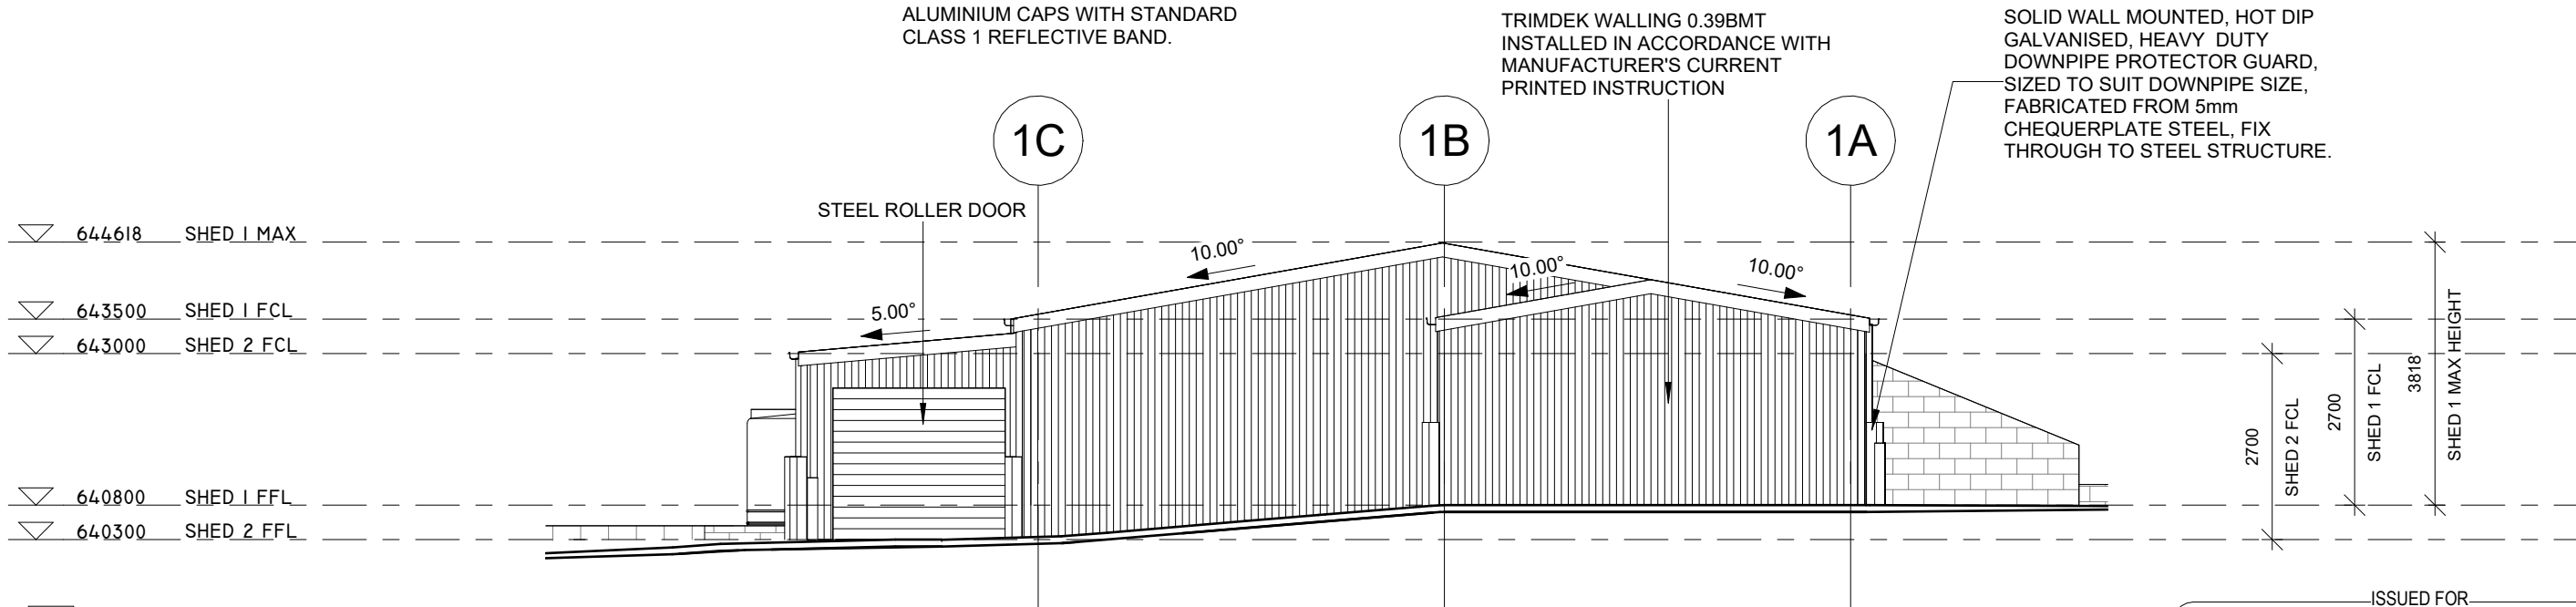 ALUMINIUM CAPS WITH STANDARD
CLASS 1 REFLECTIVE BAND.
TRIMDEK WALLING 0.39BMT
INSTALLED IN ACCORDANCE WITH
MANUFACTURER'S CURRENT
PRINTED INSTRUCTION
SOLID WALL MOUNTED, HOT DIP
GALVANISED, HEAVY DUTY
DOWNPIPE PROTECTOR GUARD,
SIZED TO SUIT DOWNPIPE SIZE,
FABRICATED FROM 5mm
CHEQUERPLATE STEEL, FIX
THROUGH TO STEEL STRUCTURE.
1C
1B
1A
STEEL ROLLER DOOR
644618 SHED 1 MAX
643500 SHED 1 FCL
643000 SHED 2 FCL
640800 SHED 1 FFL
640300 SHED 2 FFL
5.00°
10.00°
10.00°
10.00°
2700
SHED 2 FCL
2700
SHED 1 FCL
3818
SHED 1 MAX HEIGHT
ISSUED FOR